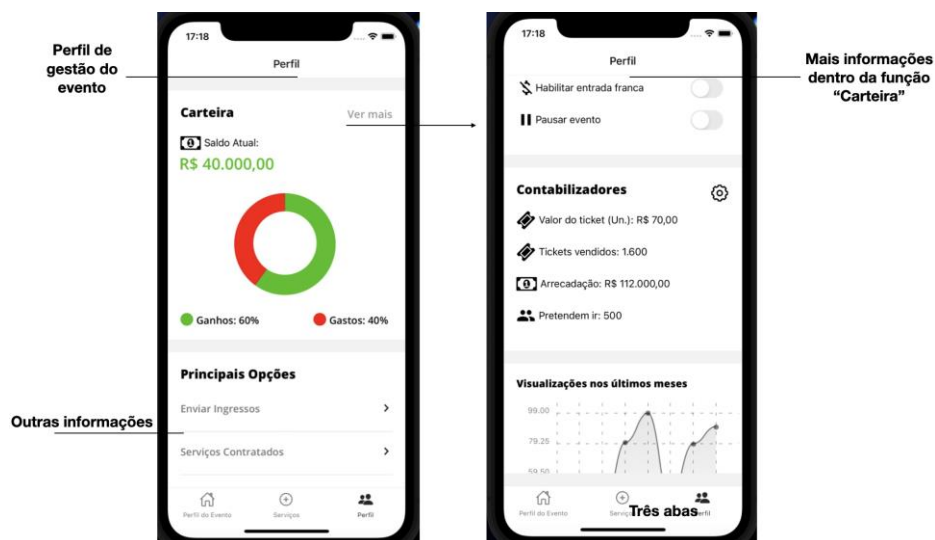 Perfil de
gestão do
evento
Outras informações
17:18
Perfil
Carteira
Ver mais
Saldo Atual:
R$ 40.000,00
Ganhos: 60%
Gastos: 40%
Principais Opções
Enviar Ingressos
Serviços Contratados
Perfil do Evento
Serviços
Perfil
17:18
Perfil
Habilitar entrada franca
Pausar evento
Contabilizadores
Valor do ticket (Un.): R$ 70,00
Tickets vendidos: 1.600
Arrecadação: R$ 112.000,00
Pretendem ir: 500
Visualizações nos últimos meses
99.00
79.25
59.50
Perfil do Evento
Três abas
Mais informações
dentro da função
“Carteira”